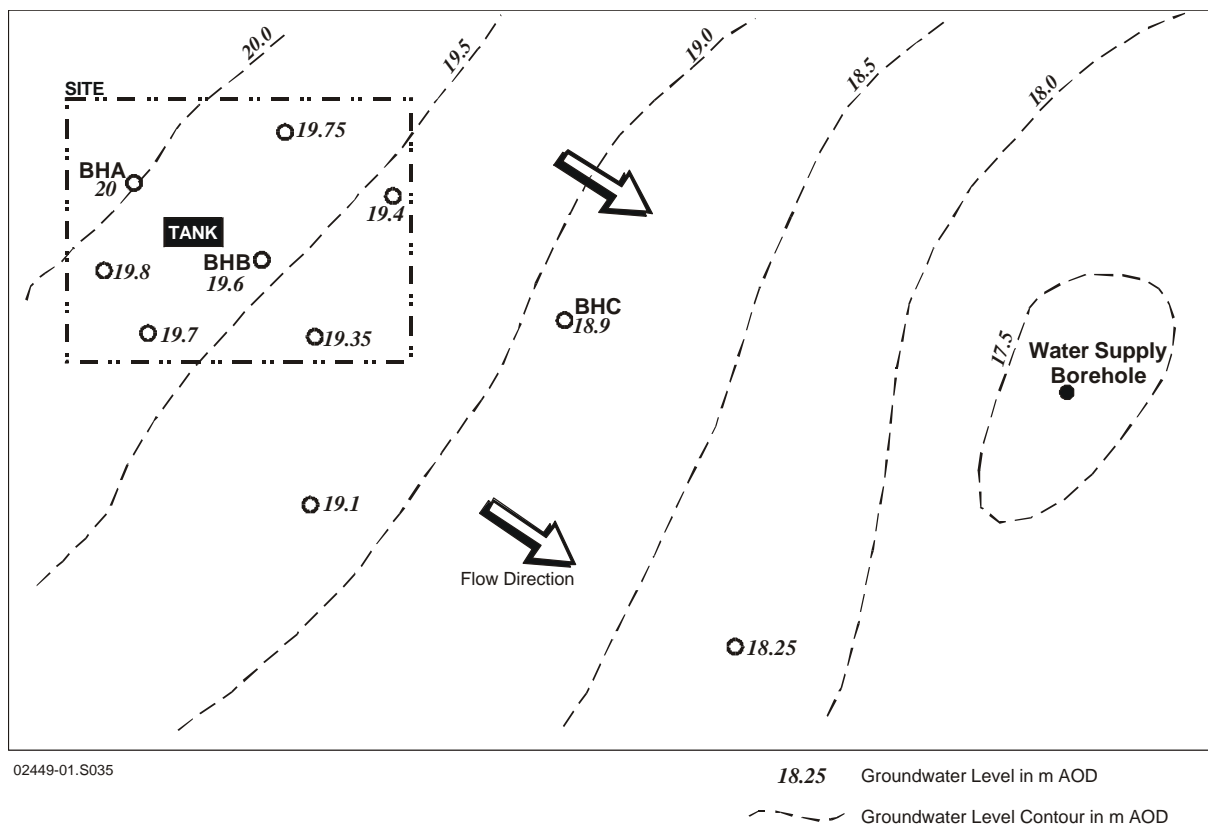 20.0
19.5
19.0
18.5
18.0
SITE
19.75
BHA
20
19.4
TANK
BHB
19.6
19.8
19.7
19.35
BHC
18.9
17.5
Water Supply
Borehole
19.1
Flow Direction
18.25
02449-01.S035
18.25 Groundwater Level in m AOD
Groundwater Level Contour in m AOD